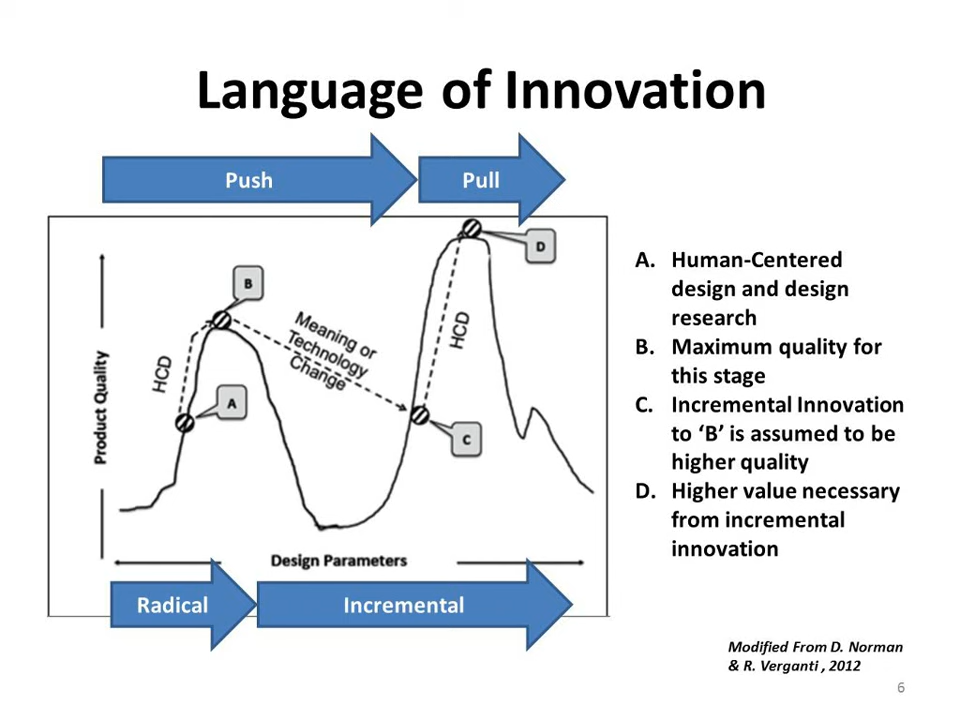 Language of Innovation
Push
Pull
B
D
A
C
HCD
HCD
Meaning or
Technology
Change
Product Quality
Design Parameters
Radical
Incremental
A. Human-Centered
design and design
research
B. Maximum quality for
this stage
C. Incremental Innovation
to ‘B’ is assumed to be
higher quality
D. Higher value necessary
from incremental
innovation
Modified From D. Norman
& R. Verganti , 2012
6